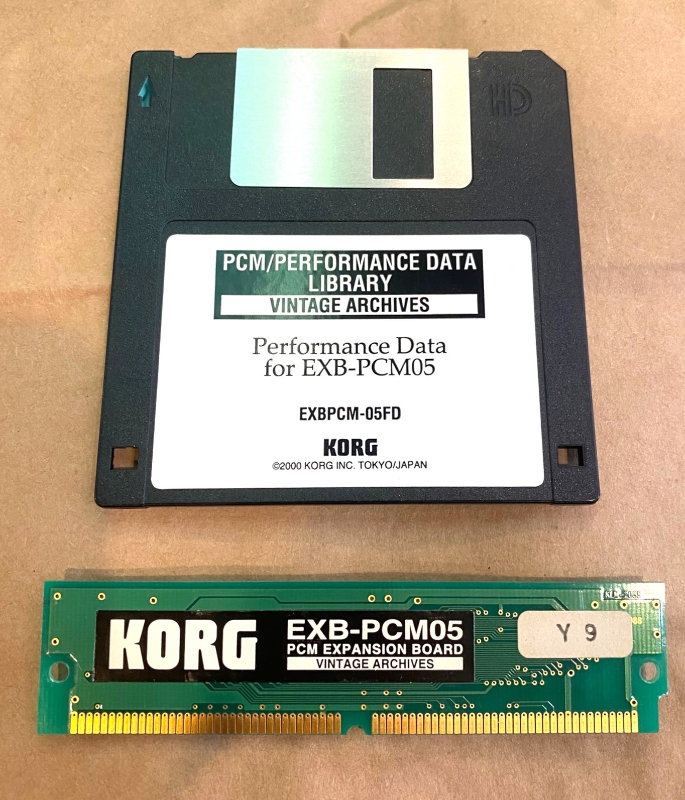 HD
PCM/PERFORMANCE DATA
LIBRARY
VINTAGE ARCHIVES
Performance Data
for EXB-PCM05
EXBPCM-05FD
KORG
©2000 KORG INC. TOKYO/JAPAN
KORG
EXB-PCM05
PCM EXPANSION BOARD
VINTAGE ARCHIVES
Y 9